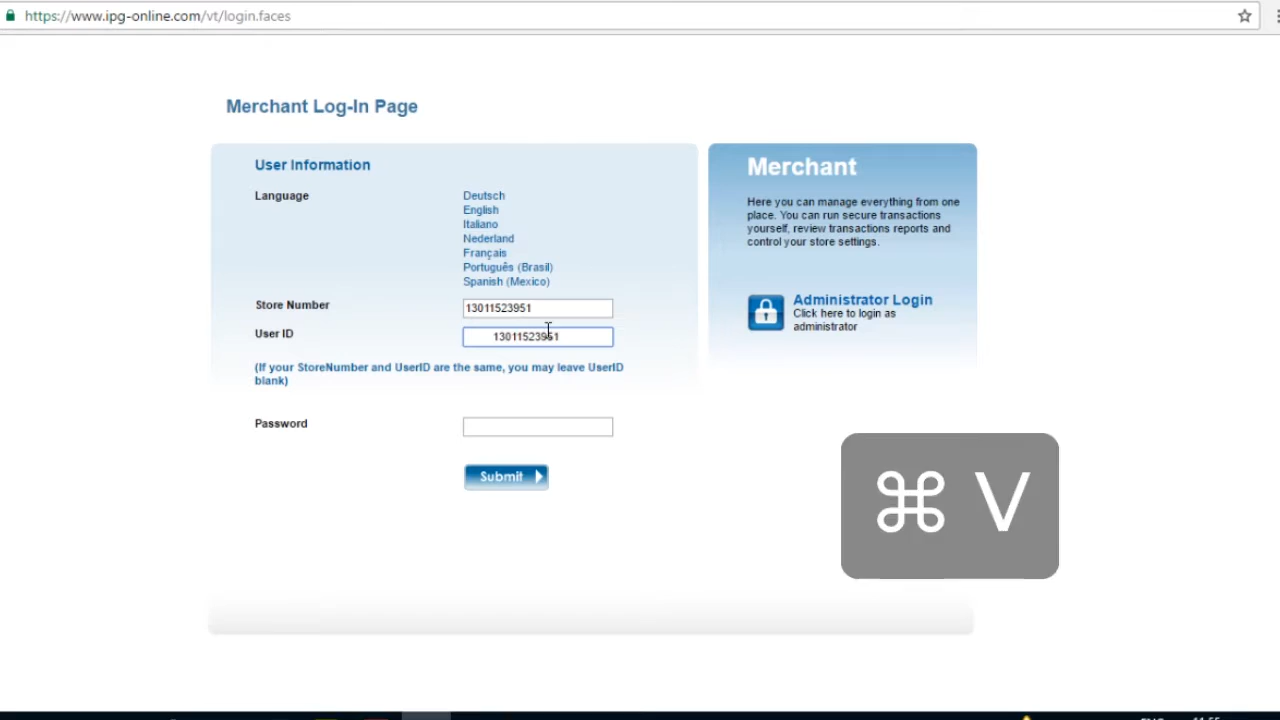 https://www.ipg-online.com/vt/login.faces
Merchant Log-In Page
User Information
Language
Deutsch
English
Italiano
Nederland
Français
Português (Brasil)
Spanish (Mexico)
Store Number
13011523951
User ID
13011523951
(If your StoreNumber and UserID are the same, you may leave UserID
blank)
Password
Submit
Merchant
Here you can manage everything from one
place. You can run secure transactions
yourself, review transactions reports and
control your store settings.
Administrator Login
Click here to login as
administrator
⌘ V